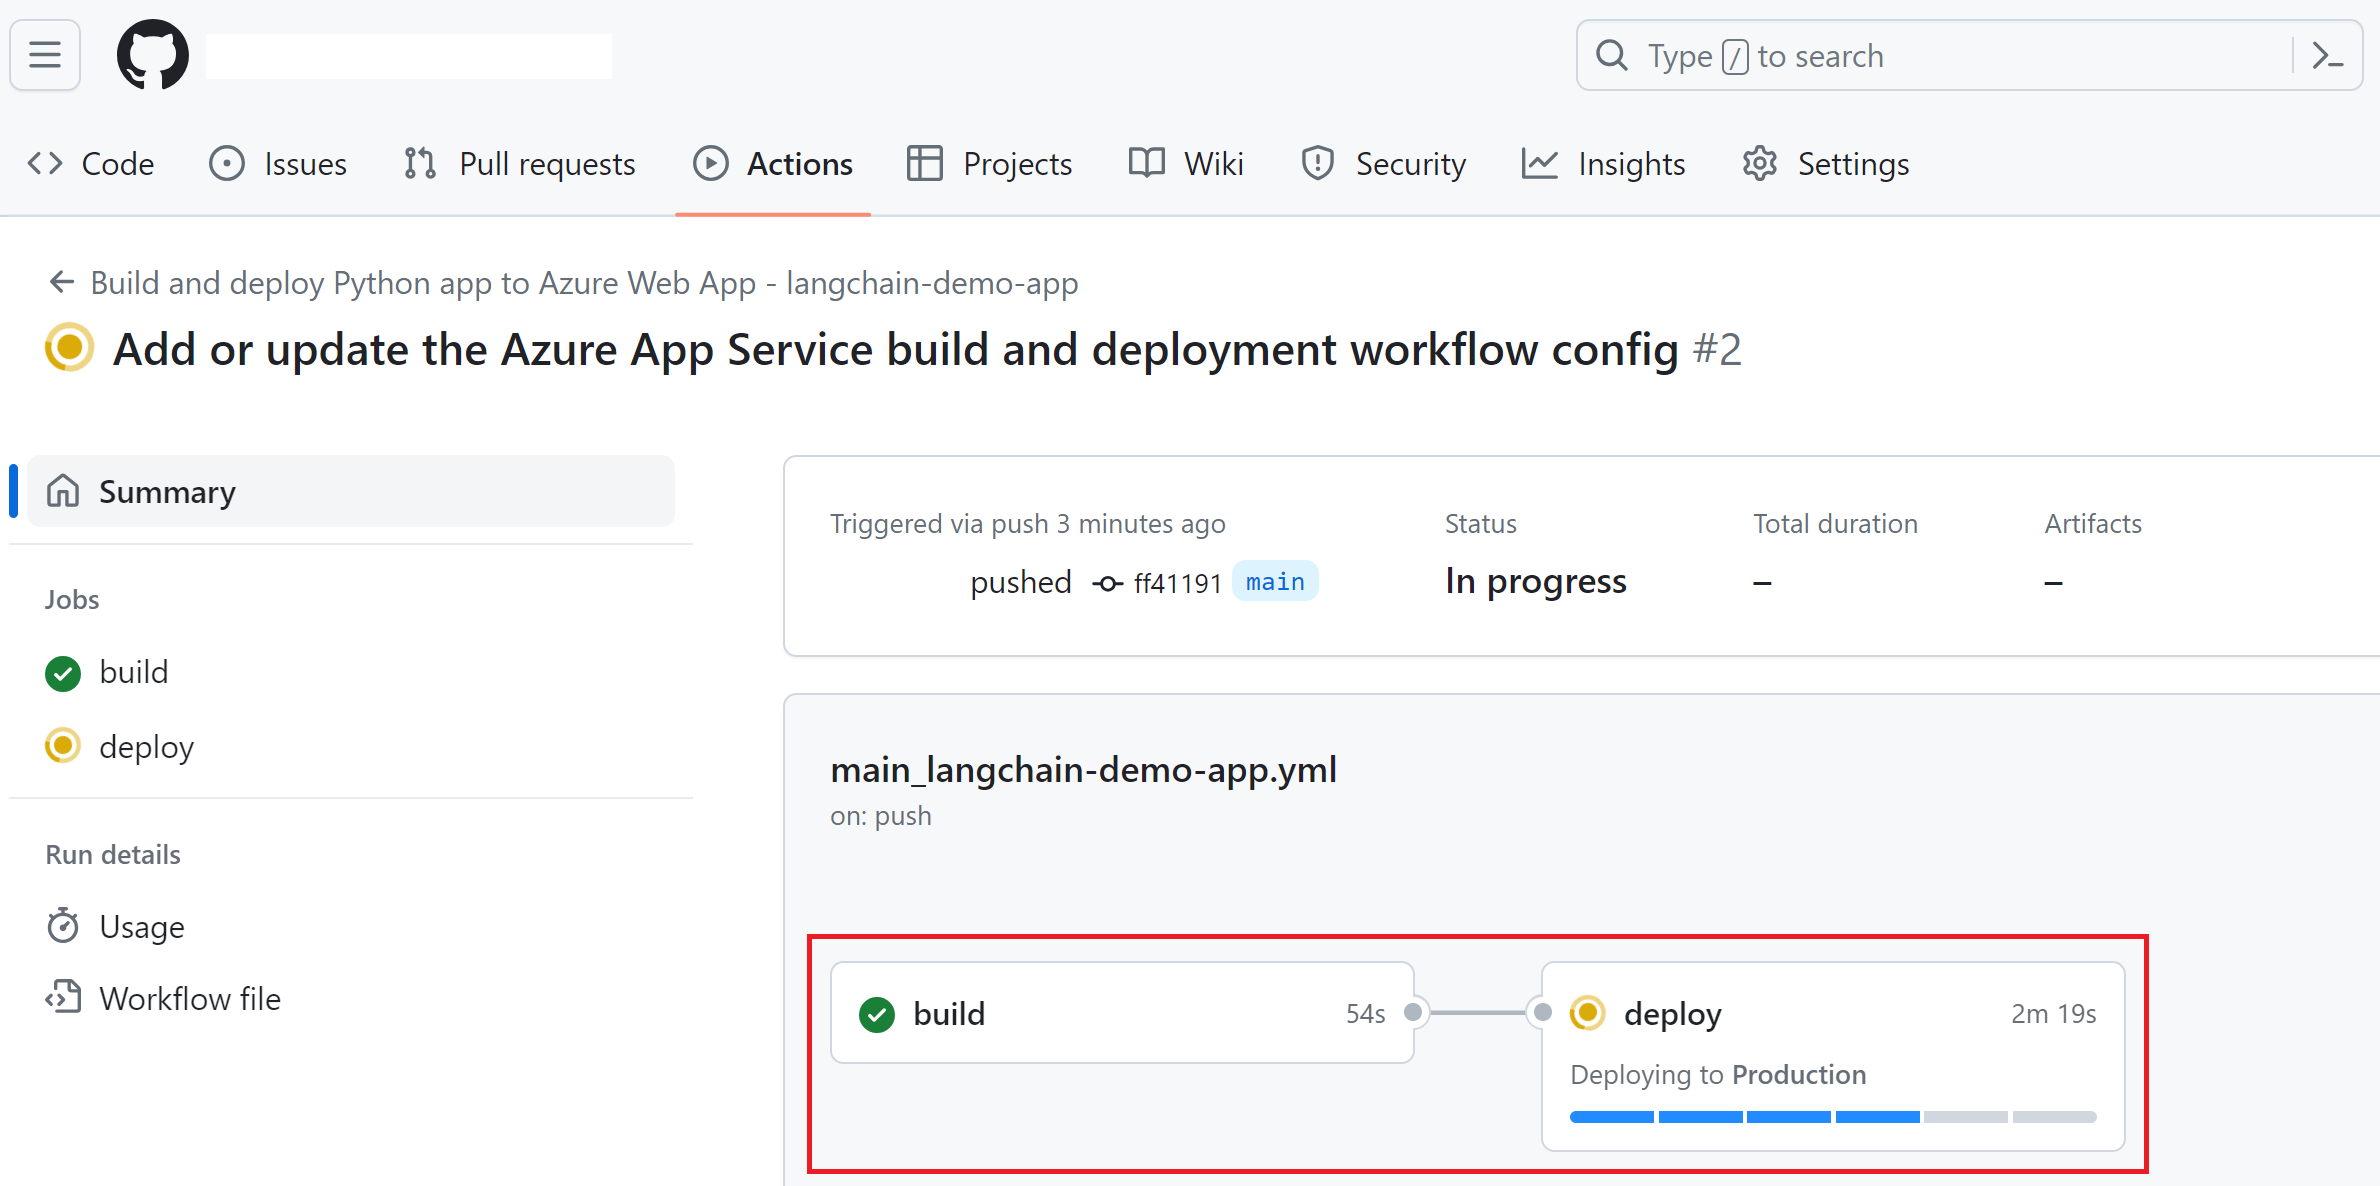 Type / to search
Code Issues Pull requests Actions Projects Wiki Security Insights Settings
Build and deploy Python app to Azure Web App - langchain-demo-app
Add or update the Azure App Service build and deployment workflow config #2
Summary
Jobs
build
deploy
Run details
Usage
Workflow file
Triggered via push 3 minutes ago
pushed ff41191 main
Status
In progress
Total duration
–
Artifacts
–
main_langchain-demo-app.yml
on: push
build 54s
deploy 2m 19s
Deploying to Production